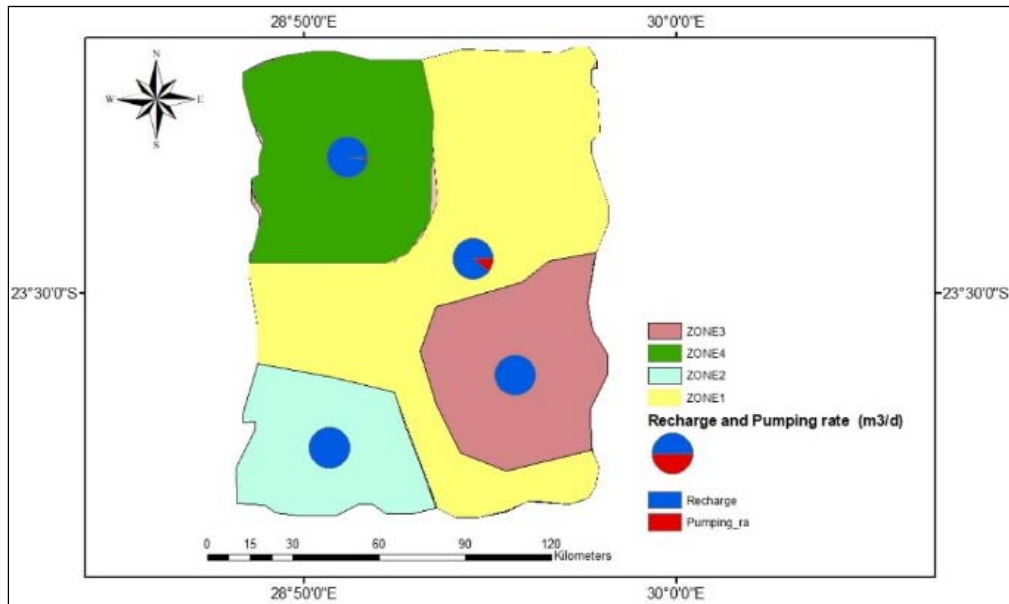 28°50'0"E 30°0'0"E
N
W E
S
23°30'0"S 23°30'0"S
ZONE3
ZONE4
ZONE2
ZONE1
Recharge and Pumping rate (m3/d)
Recharge
Pumping_ra
0 15 30 60 90 120
Kilometers
28°50'0"E 30°0'0"E